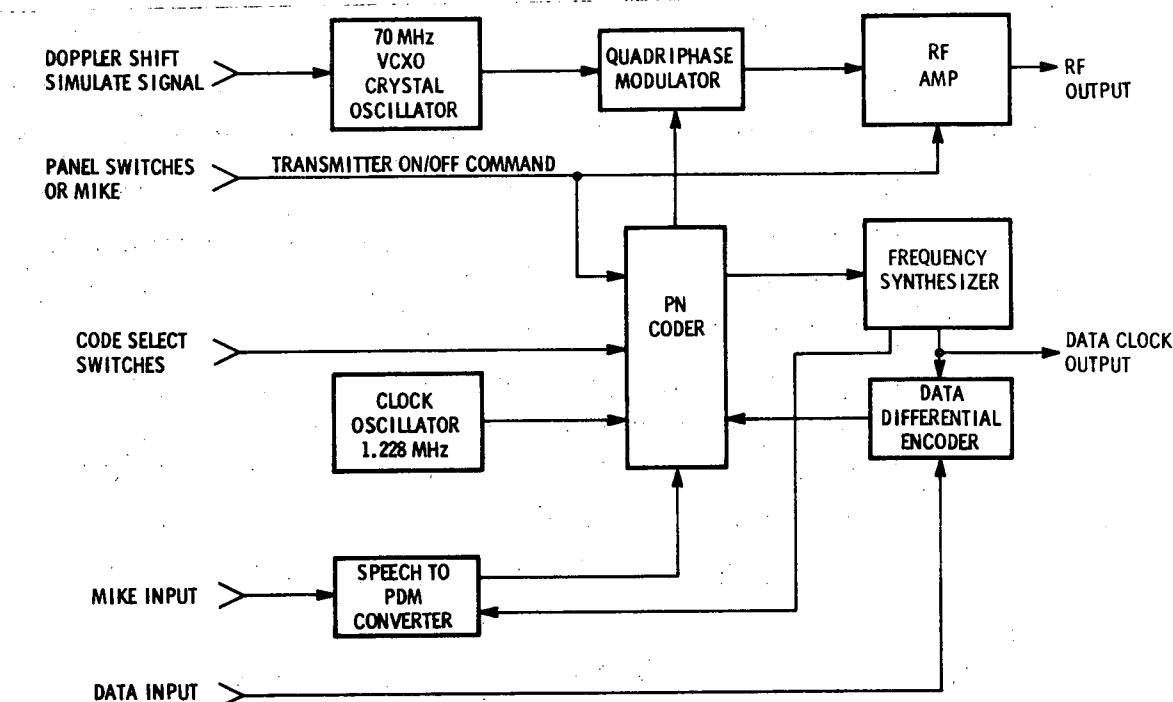 DOPPLER SHIFT
SIMULATE SIGNAL
70 MHz
VCXO
CRYSTAL
OSCILLATOR
QUADRIPHASE
MODULATOR
RF
AMP
RF
OUTPUT
PANEL SWITCHES
OR MIKE
TRANSMITTER ON/OFF COMMAND
PN
CODER
FREQUENCY
SYNTHESIZER
CODE SELECT
SWITCHES
DATA CLOCK
OUTPUT
CLOCK
OSCILLATOR
1.228 MHz
DATA
DIFFERENTIAL
ENCODER
MIKE INPUT
SPEECH TO
PDM
CONVERTER
DATA INPUT